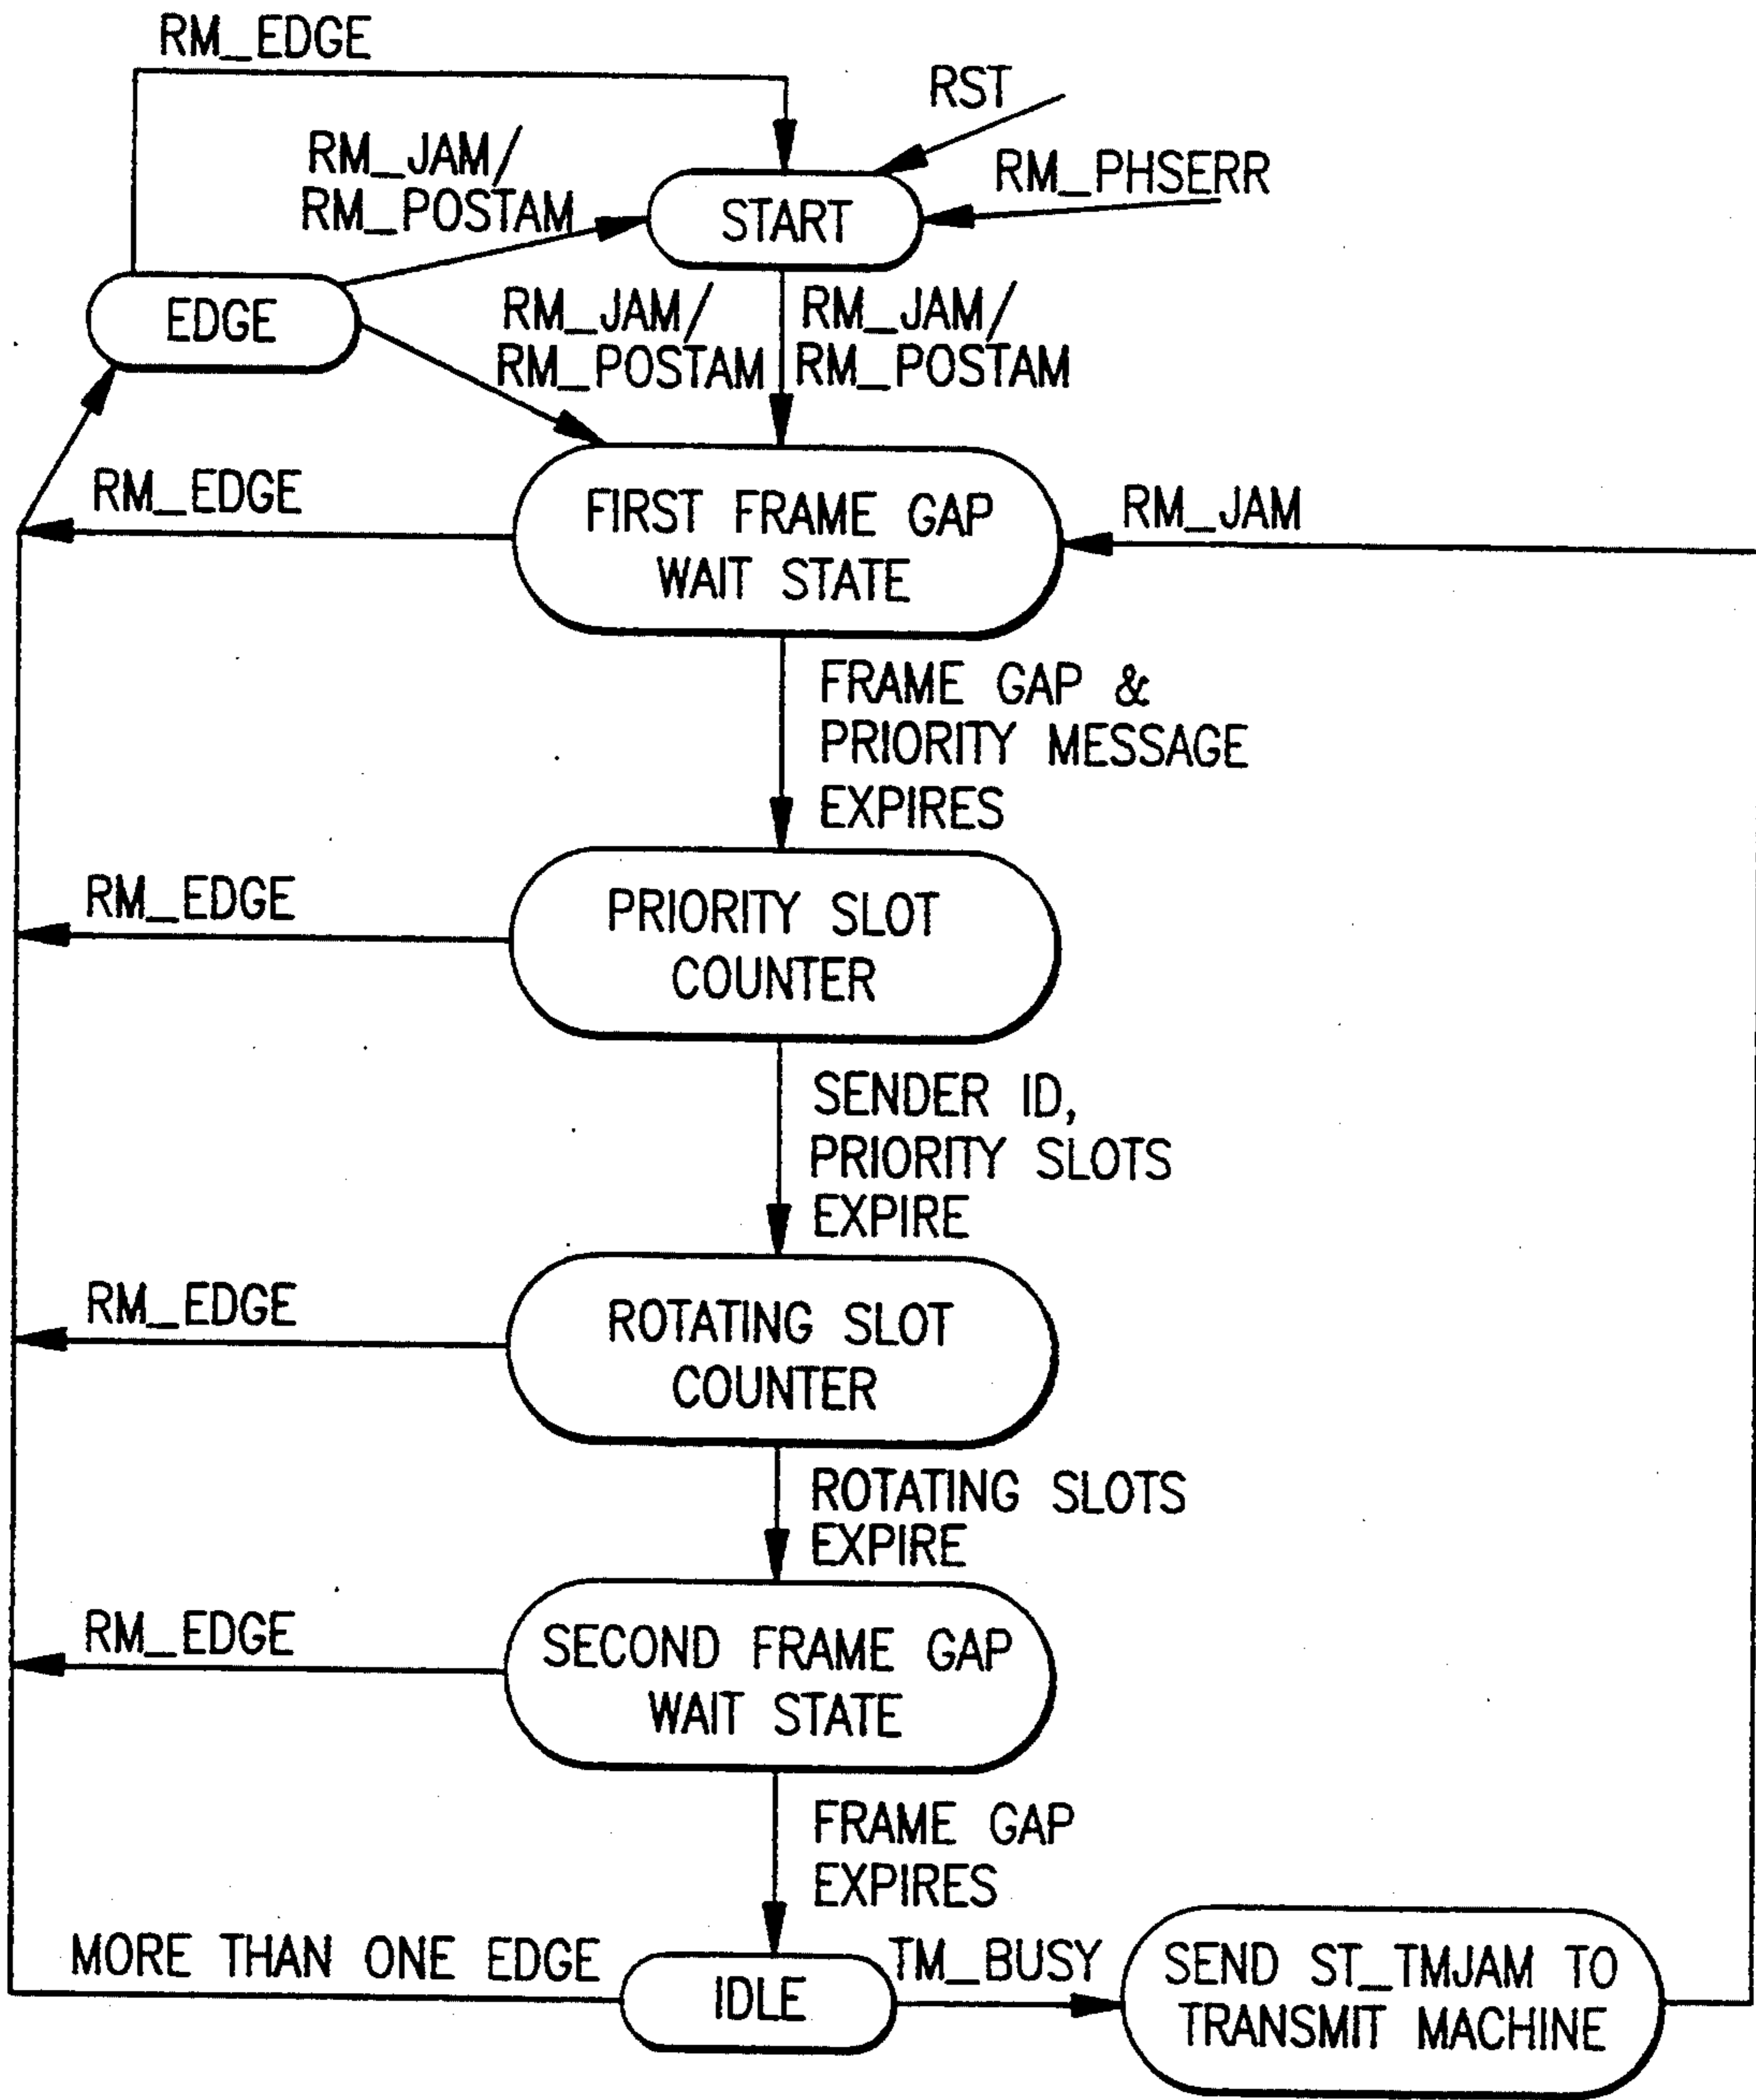 RM_EDGE
RST
RM_JAM/
RM_POSTAM
RM_PHSERR
START
EDGE
RM_JAM/
RM_POSTAM
RM_JAM/
RM_POSTAM
RM_EDGE
FIRST FRAME GAP
WAIT STATE
RM_JAM
FRAME GAP &
PRIORITY MESSAGE
EXPIRES
RM_EDGE
PRIORITY SLOT
COUNTER
SENDER ID,
PRIORITY SLOTS
EXPIRE
RM_EDGE
ROTATING SLOT
COUNTER
ROTATING SLOTS
EXPIRE
RM_EDGE
SECOND FRAME GAP
WAIT STATE
FRAME GAP
EXPIRES
MORE THAN ONE EDGE
IDLE
TM_BUSY
SEND ST_TMJAM TO
TRANSMIT MACHINE